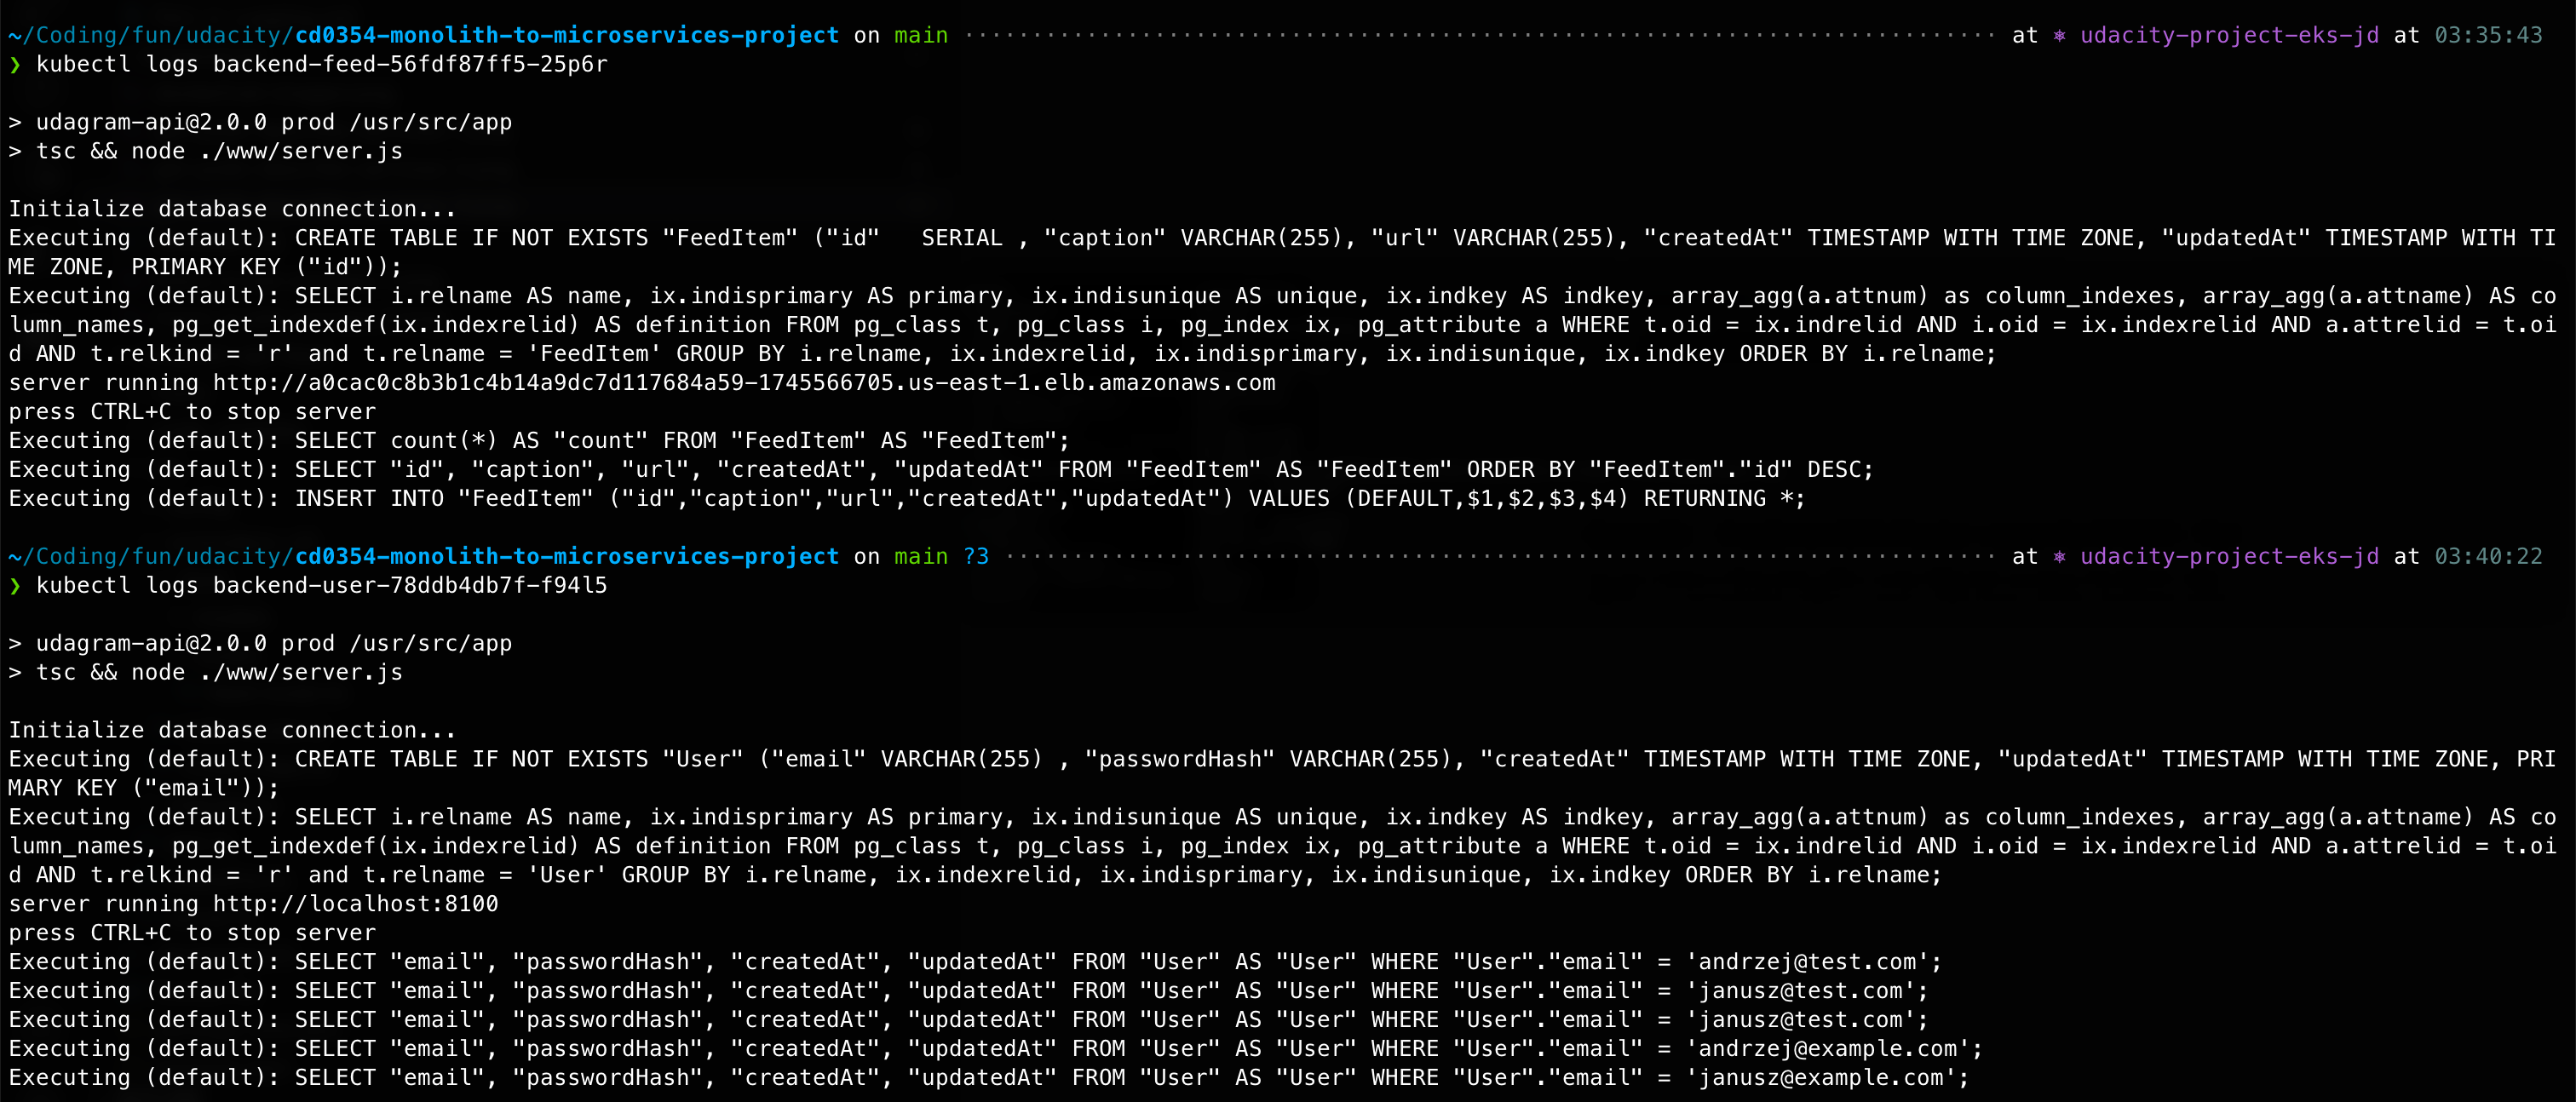 ~/Coding/fun/udacity/cd0354-monolith-to-microservices-project on main ································ at ⎈ udacity-project-eks-jd at 03:35:43
❯ kubectl logs backend-feed-56fdf87ff5-25p6r
> udagram-api@2.0.0 prod /usr/src/app
> tsc && node ./www/server.js
Initialize database connection...
Executing (default): CREATE TABLE IF NOT EXISTS "FeedItem" ("id"   SERIAL , "caption" VARCHAR(255), "url" VARCHAR(255), "createdAt" TIMESTAMP WITH TIME ZONE, "updatedAt" TIMESTAMP WITH TI
ME ZONE, PRIMARY KEY ("id"));
Executing (default): SELECT i.relname AS name, ix.indisprimary AS primary, ix.indisunique AS unique, ix.indkey AS indkey, array_agg(a.attnum) as column_indexes, array_agg(a.attname) AS co
lumn_names, pg_get_indexdef(ix.indexrelid) AS definition FROM pg_class t, pg_class i, pg_index ix, pg_attribute a WHERE t.oid = ix.indrelid AND i.oid = ix.indexrelid AND a.attrelid = t.oi
d AND t.relkind = 'r' and t.relname = 'FeedItem' GROUP BY i.relname, ix.indexrelid, ix.indisprimary, ix.indisunique, ix.indkey ORDER BY i.relname;
server running http://a0cac0c8b3b1c4b14a9dc7d117684a59-1745566705.us-east-1.elb.amazonaws.com
press CTRL+C to stop server
Executing (default): SELECT count(*) AS "count" FROM "FeedItem" AS "FeedItem";
Executing (default): SELECT "id", "caption", "url", "createdAt", "updatedAt" FROM "FeedItem" AS "FeedItem" ORDER BY "FeedItem"."id" DESC;
Executing (default): INSERT INTO "FeedItem" ("id","caption","url","createdAt","updatedAt") VALUES (DEFAULT,$1,$2,$3,$4) RETURNING *;
~/Coding/fun/udacity/cd0354-monolith-to-microservices-project on main ?3 ································ at ⎈ udacity-project-eks-jd at 03:40:22
❯ kubectl logs backend-user-78ddb4db7f-f94l5
> udagram-api@2.0.0 prod /usr/src/app
> tsc && node ./www/server.js
Initialize database connection...
Executing (default): CREATE TABLE IF NOT EXISTS "User" ("email" VARCHAR(255) , "passwordHash" VARCHAR(255), "createdAt" TIMESTAMP WITH TIME ZONE, "updatedAt" TIMESTAMP WITH TIME ZONE, PRI
MARY KEY ("email"));
Executing (default): SELECT i.relname AS name, ix.indisprimary AS primary, ix.indisunique AS unique, ix.indkey AS indkey, array_agg(a.attnum) as column_indexes, array_agg(a.attname) AS co
lumn_names, pg_get_indexdef(ix.indexrelid) AS definition FROM pg_class t, pg_class i, pg_index ix, pg_attribute a WHERE t.oid = ix.indrelid AND i.oid = ix.indexrelid AND a.attrelid = t.oi
d AND t.relkind = 'r' and t.relname = 'User' GROUP BY i.relname, ix.indexrelid, ix.indisprimary, ix.indisunique, ix.indkey ORDER BY i.relname;
server running http://localhost:8100
press CTRL+C to stop server
Executing (default): SELECT "email", "passwordHash", "createdAt", "updatedAt" FROM "User" AS "User" WHERE "User"."email" = 'andrzej@test.com';
Executing (default): SELECT "email", "passwordHash", "createdAt", "updatedAt" FROM "User" AS "User" WHERE "User"."email" = 'janusz@test.com';
Executing (default): SELECT "email", "passwordHash", "createdAt", "updatedAt" FROM "User" AS "User" WHERE "User"."email" = 'janusz@test.com';
Executing (default): SELECT "email", "passwordHash", "createdAt", "updatedAt" FROM "User" AS "User" WHERE "User"."email" = 'andrzej@example.com';
Executing (default): SELECT "email", "passwordHash", "createdAt", "updatedAt" FROM "User" AS "User" WHERE "User"."email" = 'janusz@example.com';